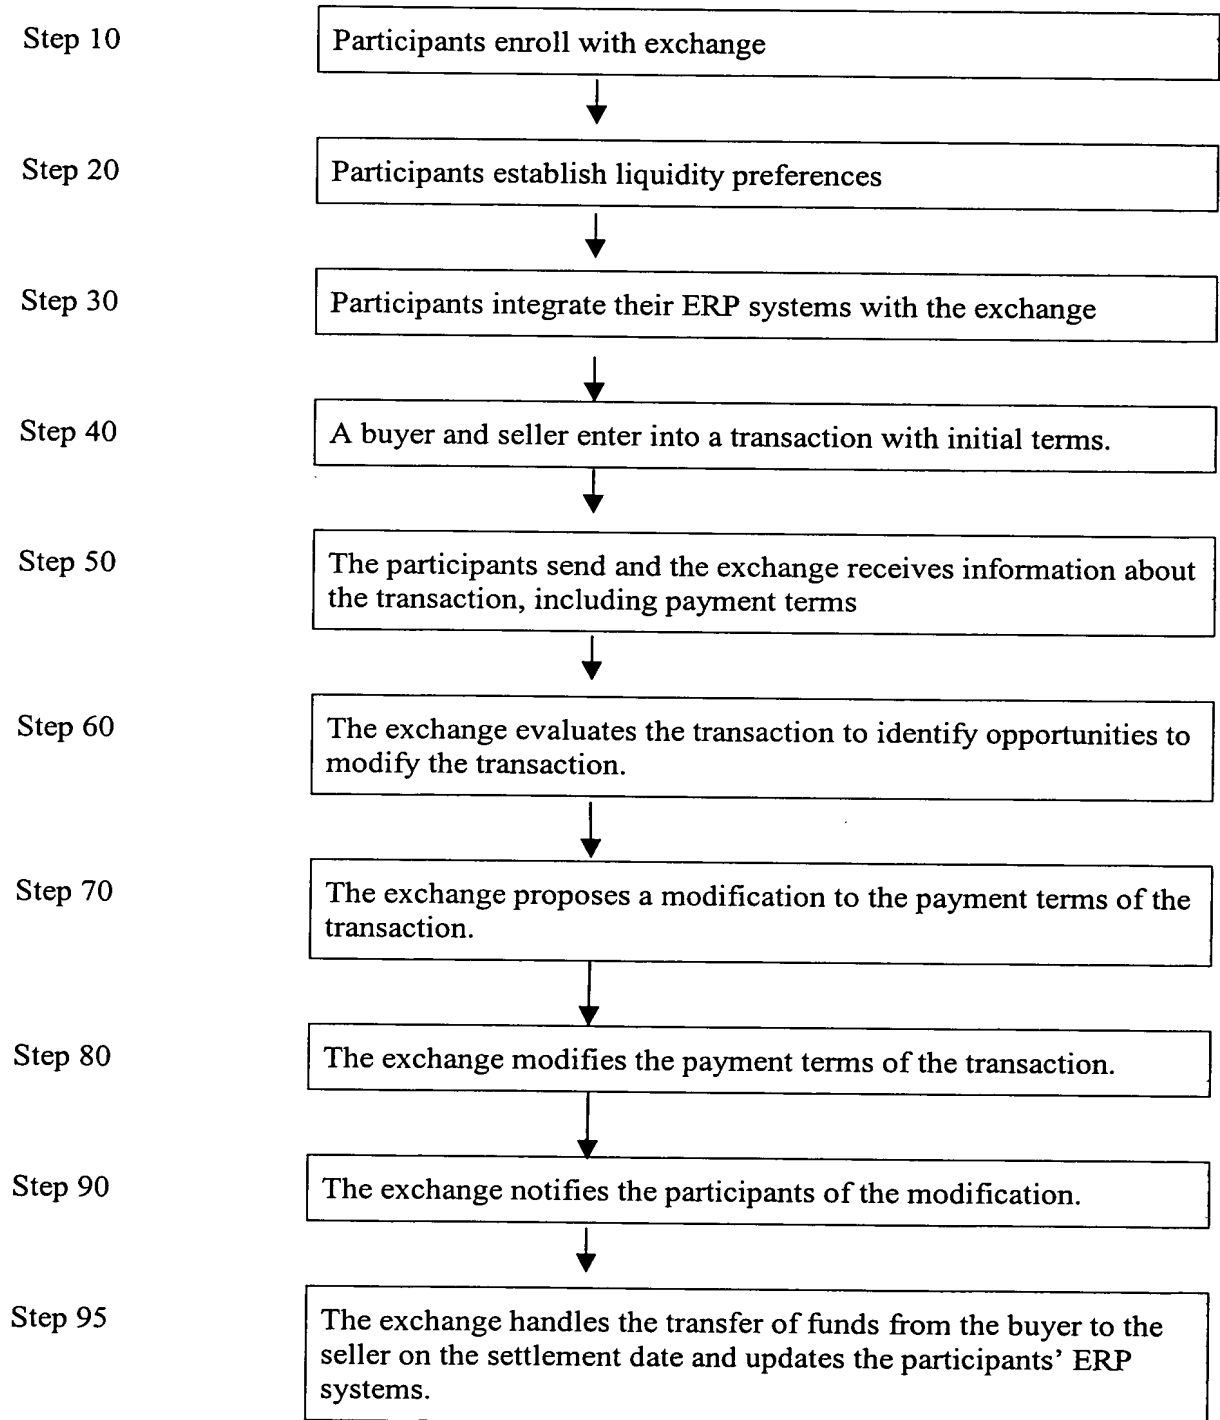 Step 10
Participants enroll with exchange
Step 20
Participants establish liquidity preferences
Step 30
Participants integrate their ERP systems with the exchange
Step 40
A buyer and seller enter into a transaction with initial terms.
Step 50
The participants send and the exchange receives information about
the transaction, including payment terms
Step 60
The exchange evaluates the transaction to identify opportunities to
modify the transaction.
Step 70
The exchange proposes a modification to the payment terms of the
transaction.
Step 80
The exchange modifies the payment terms of the transaction.
Step 90
The exchange notifies the participants of the modification.
Step 95
The exchange handles the transfer of funds from the buyer to the
seller on the settlement date and updates the participants' ERP
systems.